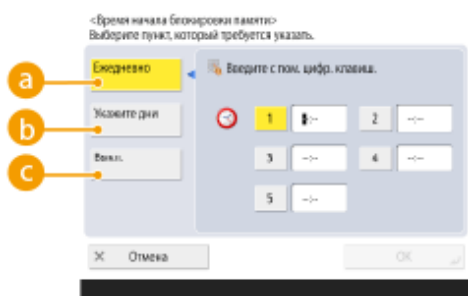 <Время начала блокировки памяти>
Выберите пункт, который требуется указать.
a
Ежедневно
Введите с пом. цифр. клавиш.
b
Укажите дни
1
--:--
2
--:--
c
Выкл.
3
--:--
4
--:--
5
--:--
× Отмена
OK